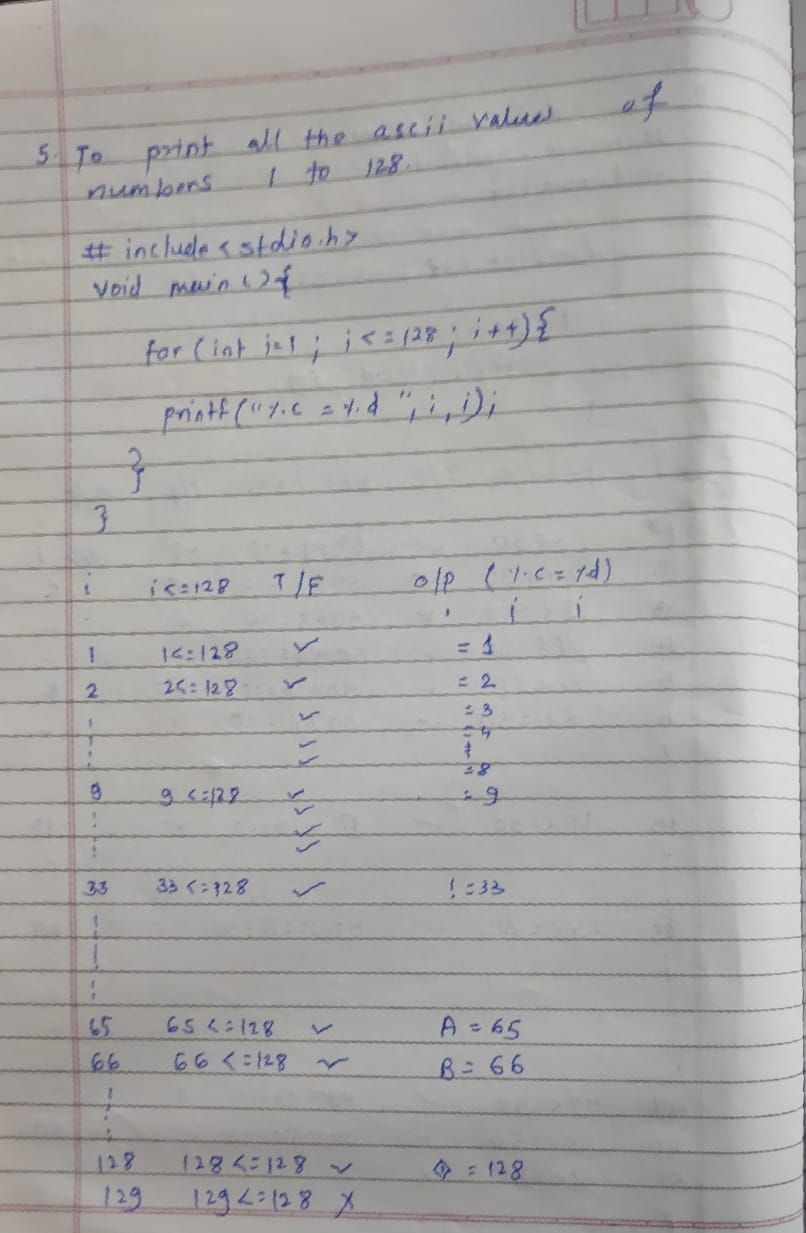 5. To print all the ascii values of
numbers 1 to 128.
# include <stdio.h>
void main () {
for (int i=1 ; i <= 128 ; i++) {
printf ("%c = %d ", i, i);
}
}
i i<=128 T/F o/p (%c = %d)
i i
1 1<=128 ✓ = 1
2 2<=128 ✓ = 2
✓ = 3
✓ = 4
✓
= 8
9 9 <=128 ✓ = 9
✓
✓
✓
33 33 <=128 ✓ ! = 33
65 65 <=128 ✓ A = 65
66 66 <=128 ✓ B = 66
128 128 <=128 ✓ = 128
129 129 <=128 X